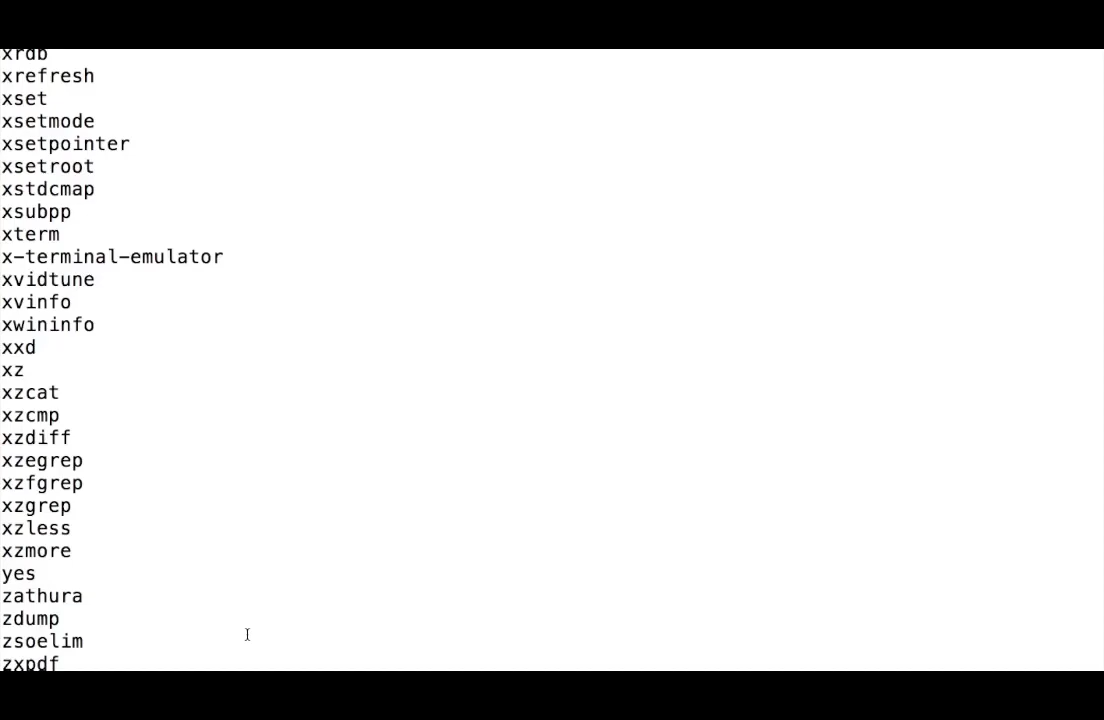 xrdb
xrefresh
xset
xsetmode
xsetpointer
xsetroot
xstdcmap
xsubpp
xterm
x-terminal-emulator
xvidtune
xvinfo
xwininfo
xxd
xz
xzcat
xzcmp
xzdiff
xzegrep
xzfgrep
xzgrep
xzless
xzmore
yes
zathura
zdump
zsoelim
zxpdf